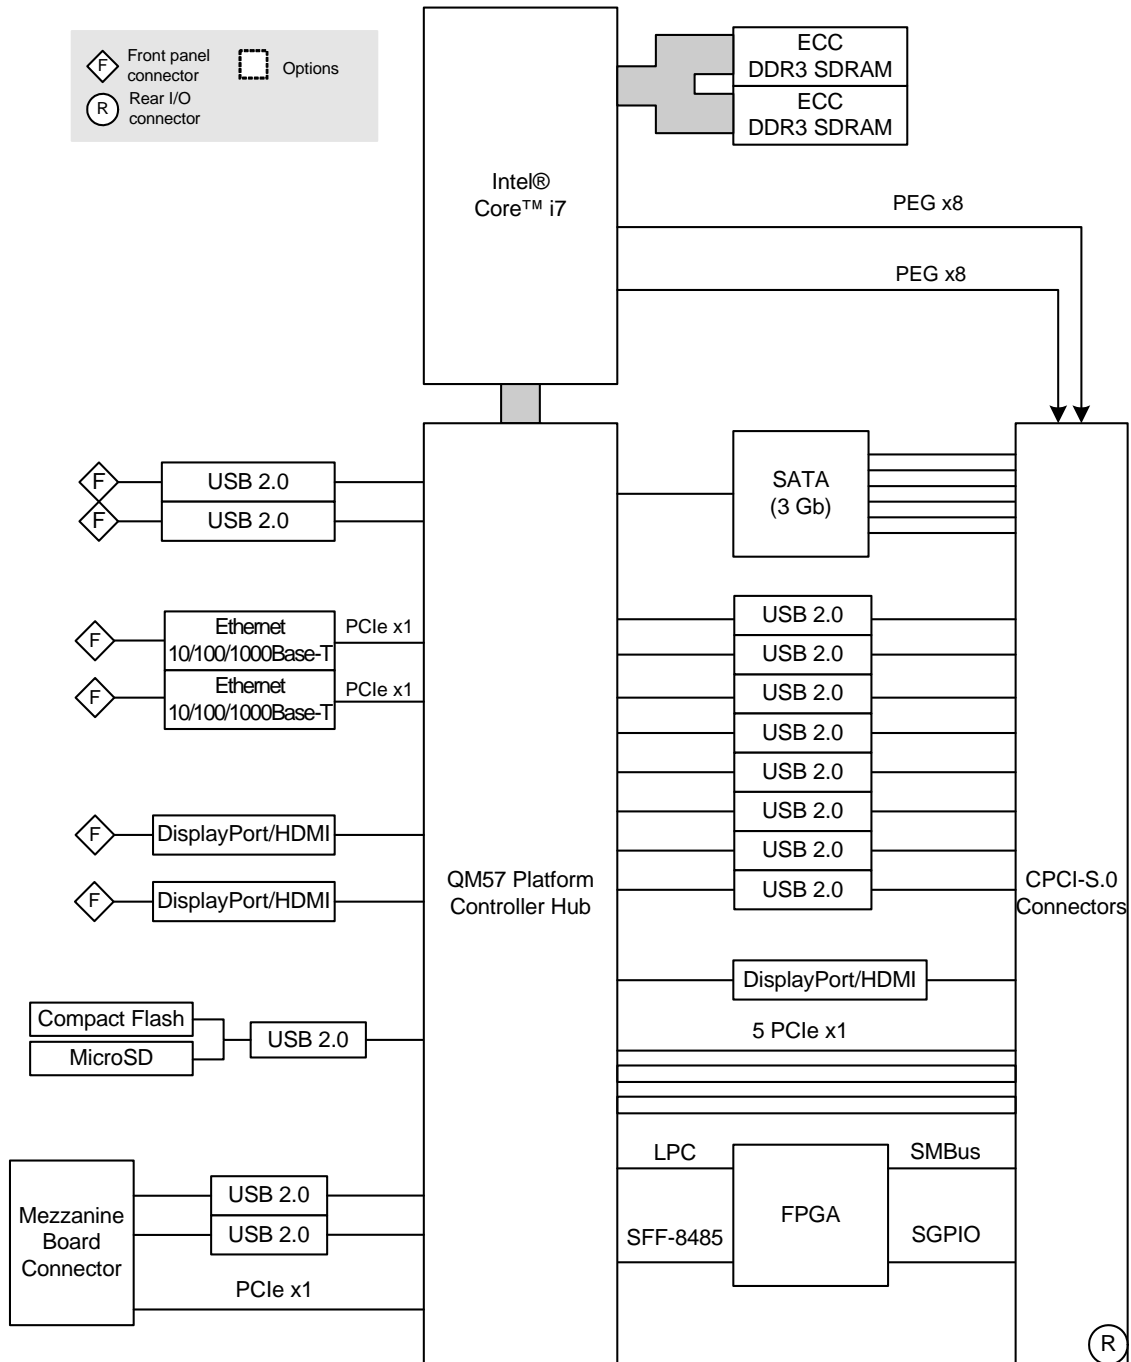 F
Front panel
connector
Options
R
Rear I/O
connector
ECC
DDR3 SDRAM
ECC
DDR3 SDRAM
Intel®
Core™ i7
PEG x8
PEG x8
F
USB 2.0
F
USB 2.0
SATA
(3 Gb)
F
Ethernet
10/100/1000Base-T
PCIe x1
F
Ethernet
10/100/1000Base-T
PCIe x1
USB 2.0
USB 2.0
USB 2.0
USB 2.0
USB 2.0
USB 2.0
USB 2.0
USB 2.0
F
DisplayPort/HDMI
F
DisplayPort/HDMI
QM57 Platform
Controller Hub
CPCI-S.0
Connectors
DisplayPort/HDMI
Compact Flash
MicroSD
USB 2.0
5 PCIe x1
Mezzanine
Board
Connector
USB 2.0
USB 2.0
PCIe x1
LPC
SFF-8485
FPGA
SMBus
SGPIO
R